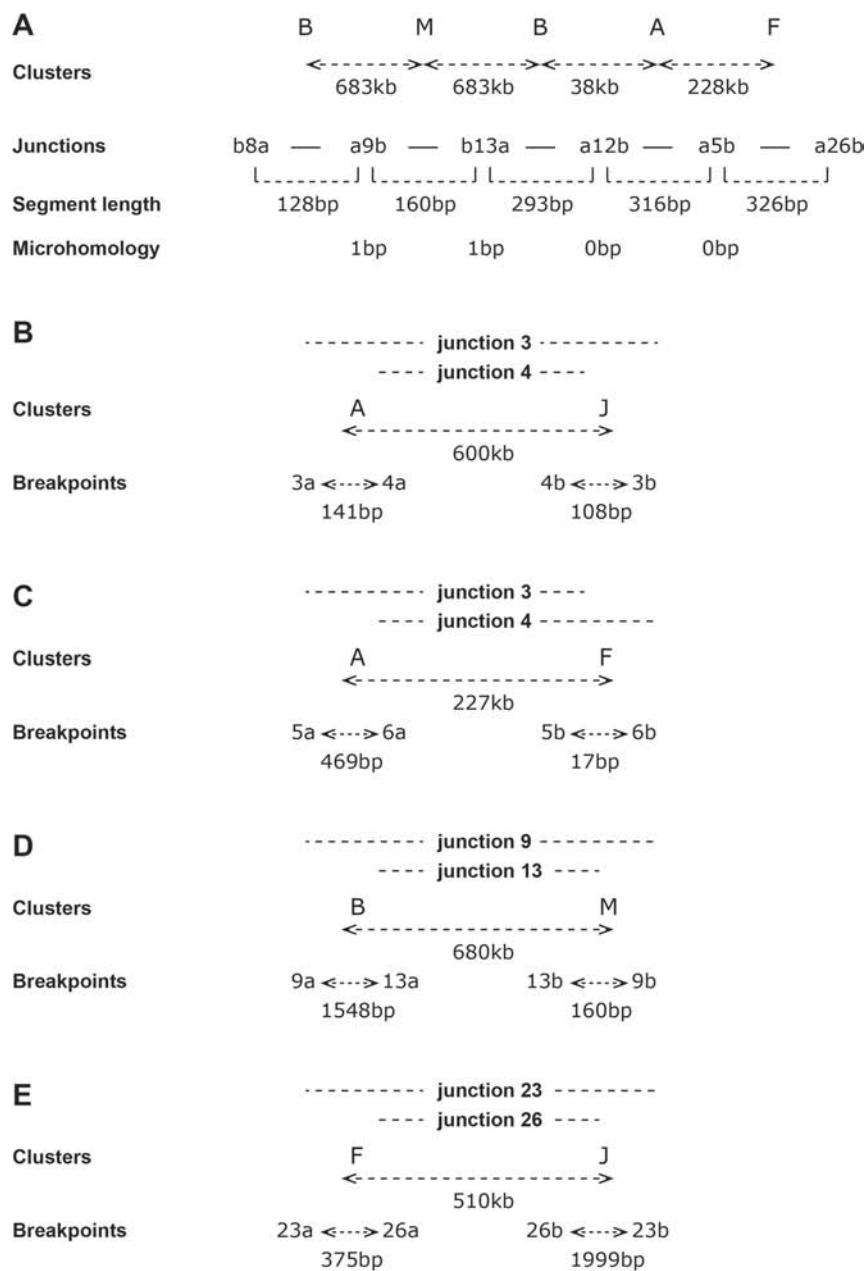 A
B M B A F
Clusters
683kb 683kb 38kb 228kb
Junctions b8a a9b b13a a12b a5b a26b
Segment length 128bp 160bp 293bp 316bp 326bp
Microhomology 1bp 1bp 0bp 0bp
B
junction 3
junction 4
Clusters A J
600kb
Breakpoints 3a 4a 4b 3b
141bp 108bp
C
junction 3
junction 4
Clusters A F
227kb
Breakpoints 5a 6a 5b 6b
469bp 17bp
D
junction 9
junction 13
Clusters B M
680kb
Breakpoints 9a 13a 13b 9b
1548bp 160bp
E
junction 23
junction 26
Clusters F J
510kb
Breakpoints 23a 26a 26b 23b
375bp 1999bp